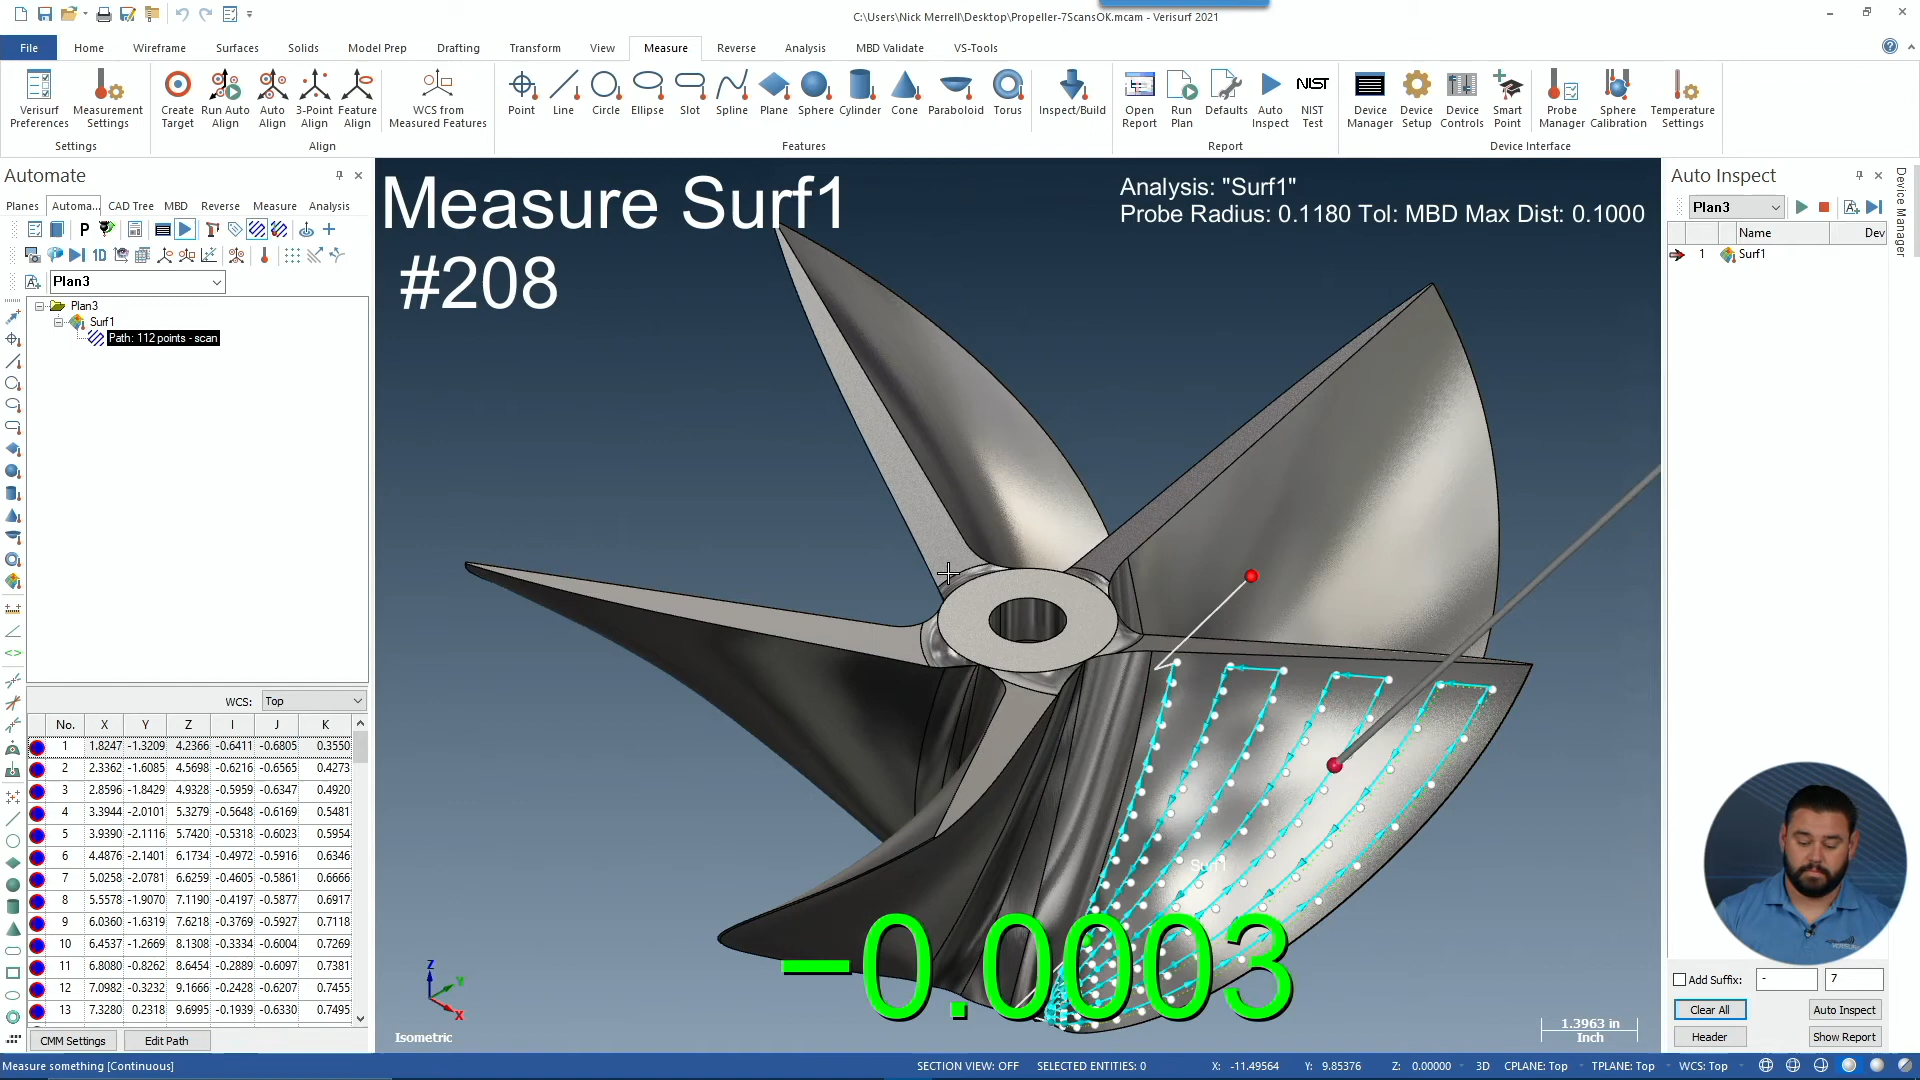 C:\Users\Nick Merrell\Desktop\Propeller-7ScansOK.mcam - Verisurf 2021
File Home Wireframe Surfaces Solids Model Prep Drafting Transform View Measure Reverse Analysis MBD Validate VS-Tools
Verisurf Preferences
Measurement Settings
Create Target
Run Auto Align
Auto Align
3-Point Align
Feature Align
WCS from Measured Features
Point Line Circle Ellipse Slot Spline Plane Sphere Cylinder Cone Paraboloid Torus Inspect/Build
Open Report
Run Plan
Defaults
Auto Inspect
NIST
NIST Test
Device Manager
Device Setup
Device Controls
Smart Point
Probe Manager
Sphere Calibration
Temperature Settings
Settings Align Features Report Device Interface
Automate
Planes Automa... CAD Tree MBD Reverse Measure Analysis
P
1D
Plan3
Plan3
Surf1
Path: 112 points - scan
WCS: Top
No. X Y Z I J K
1 1.8247 -1.3209 4.2366 -0.6411 -0.6805 0.3550
2 2.3362 -1.6085 4.5698 -0.6216 -0.6565 0.4273
3 2.8596 -1.8429 4.9328 -0.5959 -0.6347 0.4920
4 3.3944 -2.0101 5.3279 -0.5648 -0.6169 0.5481
5 3.9390 -2.1116 5.7420 -0.5318 -0.6023 0.5954
6 4.4876 -2.1401 6.1734 -0.4972 -0.5916 0.6346
7 5.0258 -2.0781 6.6259 -0.4605 -0.5861 0.6666
8 5.5578 -1.9070 7.1190 -0.4197 -0.5877 0.6917
9 6.0360 -1.6319 7.6218 -0.3769 -0.5927 0.7118
10 6.4537 -1.2669 8.1308 -0.3334 -0.6004 0.7269
11 6.8080 -0.8262 8.6454 -0.2889 -0.6097 0.7381
12 7.0982 -0.3232 9.1666 -0.2428 -0.6207 0.7455
13 7.3280 0.2318 9.6995 -0.1939 -0.6330 0.7495
CMM Settings Edit Path
Measure Surf1
#208
Analysis: "Surf1"
Probe Radius: 0.1180 Tol: MBD Max Dist: 0.1000
Surf1
-0.0003
Z
Y
X
Isometric
1.3963 in
Inch
Auto Inspect
Plan3
Name Dev
1 Surf1
Device Manager
Add Suffix: - 7
Clear All Auto Inspect
Header Show Report
Measure something [Continuous]
SECTION VIEW: OFF SELECTED ENTITIES: 0 X: -11.49564 Y: 9.85376 Z: 0.00000 3D CPLANE: Top TPLANE: Top WCS: Top